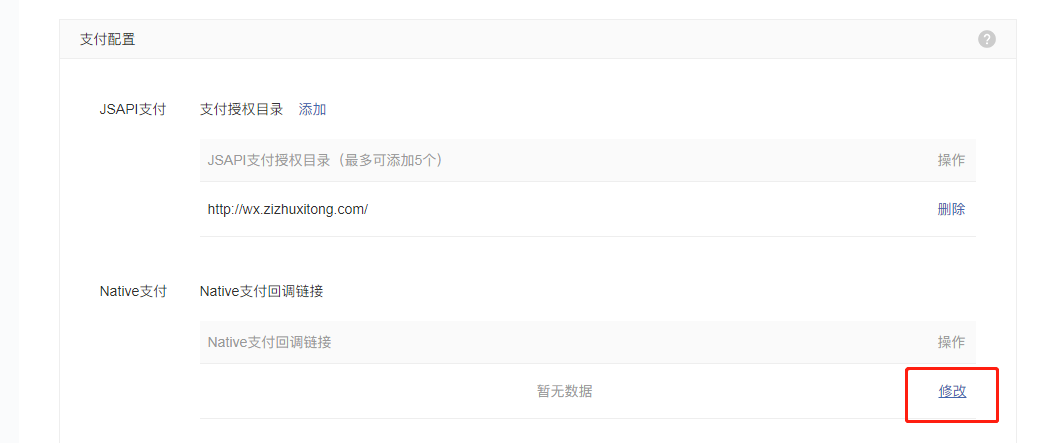 支付配置 ?
JSAPI支付 支付授权目录 添加
JSAPI支付授权目录（最多可添加5个） 操作
http://wx.zizhuxitong.com/ 删除
Native支付 Native支付回调链接
Native支付回调链接 操作
暂无数据 修改